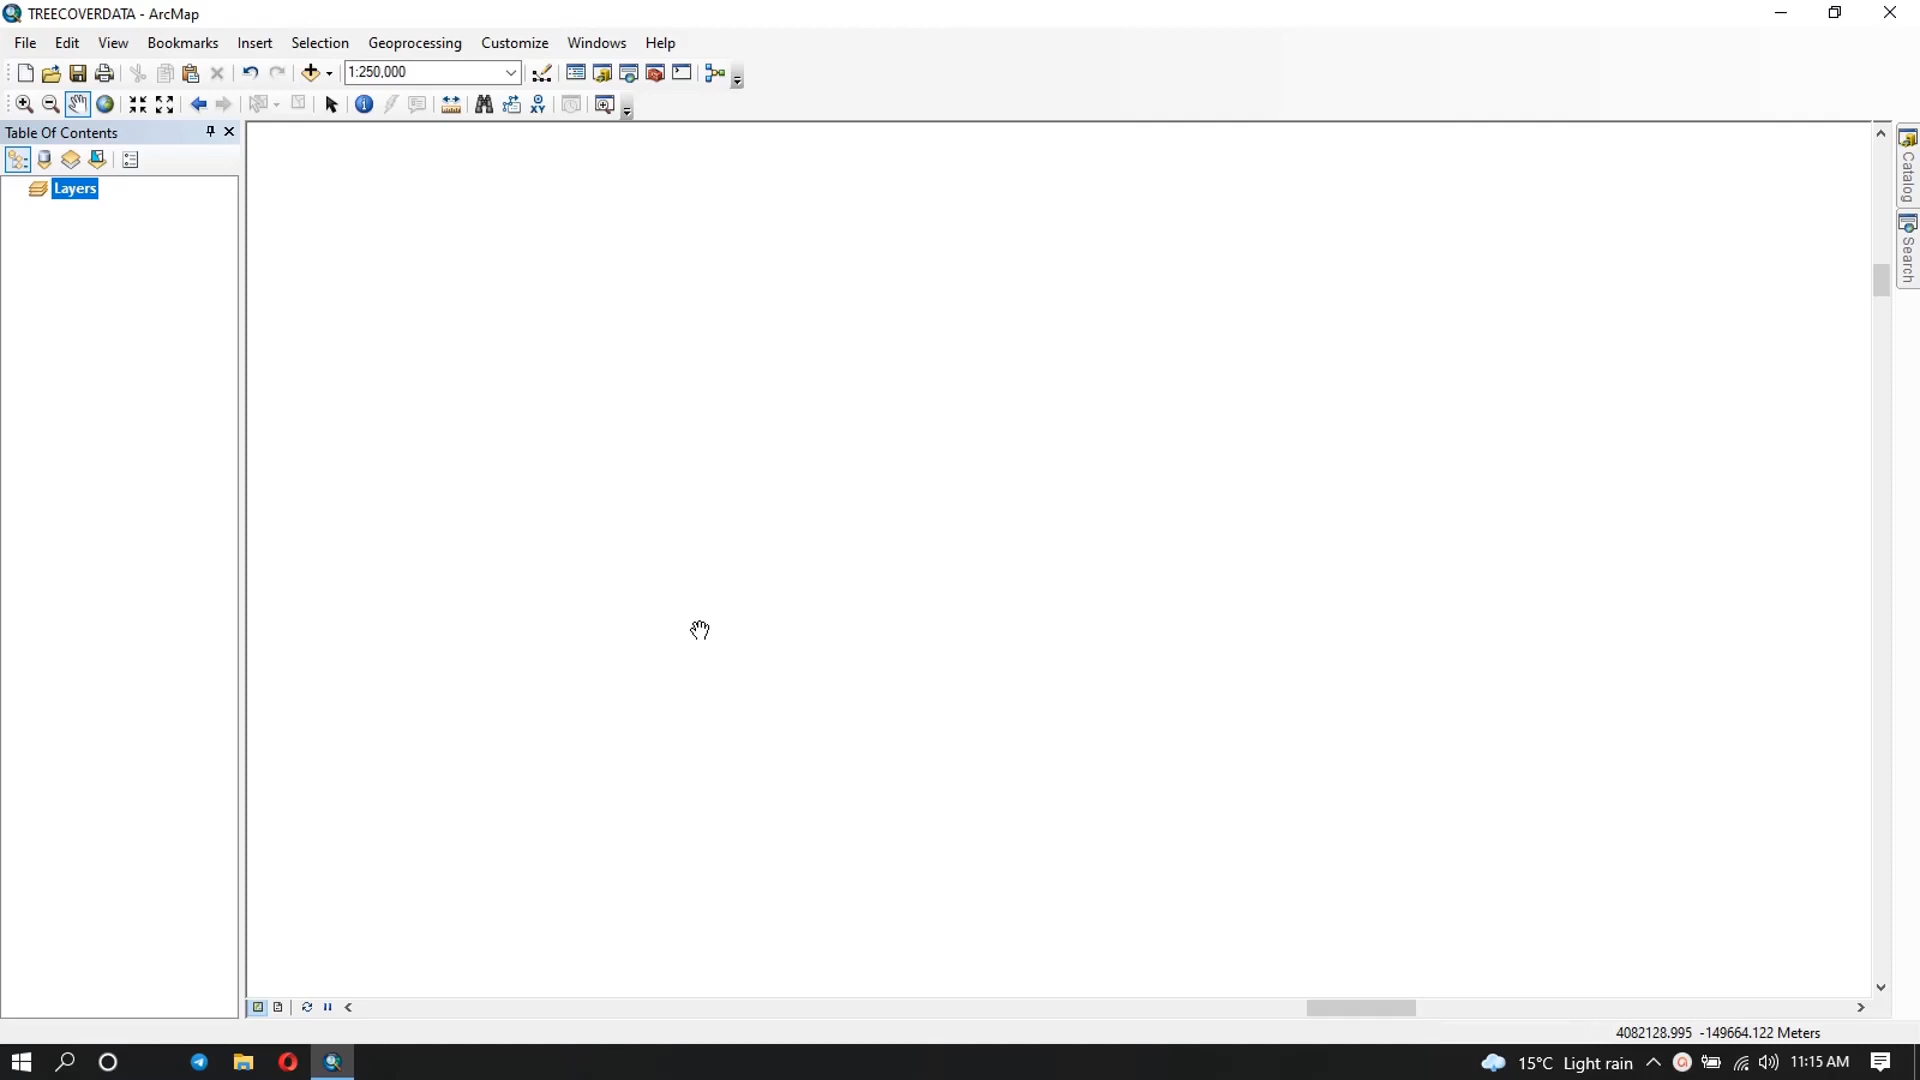 TREECOVERDATA - ArcMap
File Edit View Bookmarks Insert Selection Geoprocessing Customize Windows Help
1:250,000
Table Of Contents
Layers
Catalog
Search
4082128.995 -149664.122 Meters
15°C Light rain 11:15 AM